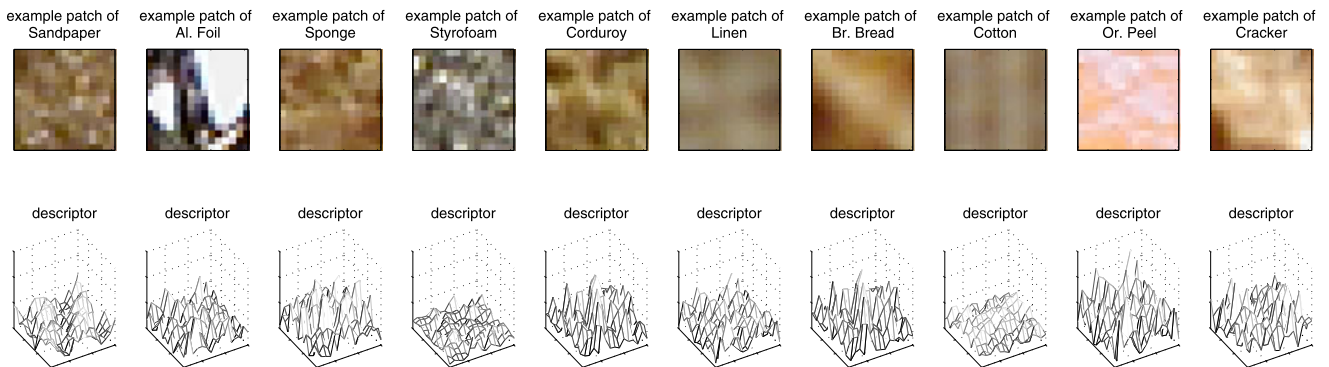 example patch of
Sandpaper
example patch of
Al. Foil
example patch of
Sponge
example patch of
Styrofoam
example patch of
Corduroy
example patch of
Linen
example patch of
Br. Bread
example patch of
Cotton
example patch of
Or. Peel
example patch of
Cracker
descriptor
descriptor
descriptor
descriptor
descriptor
descriptor
descriptor
descriptor
descriptor
descriptor